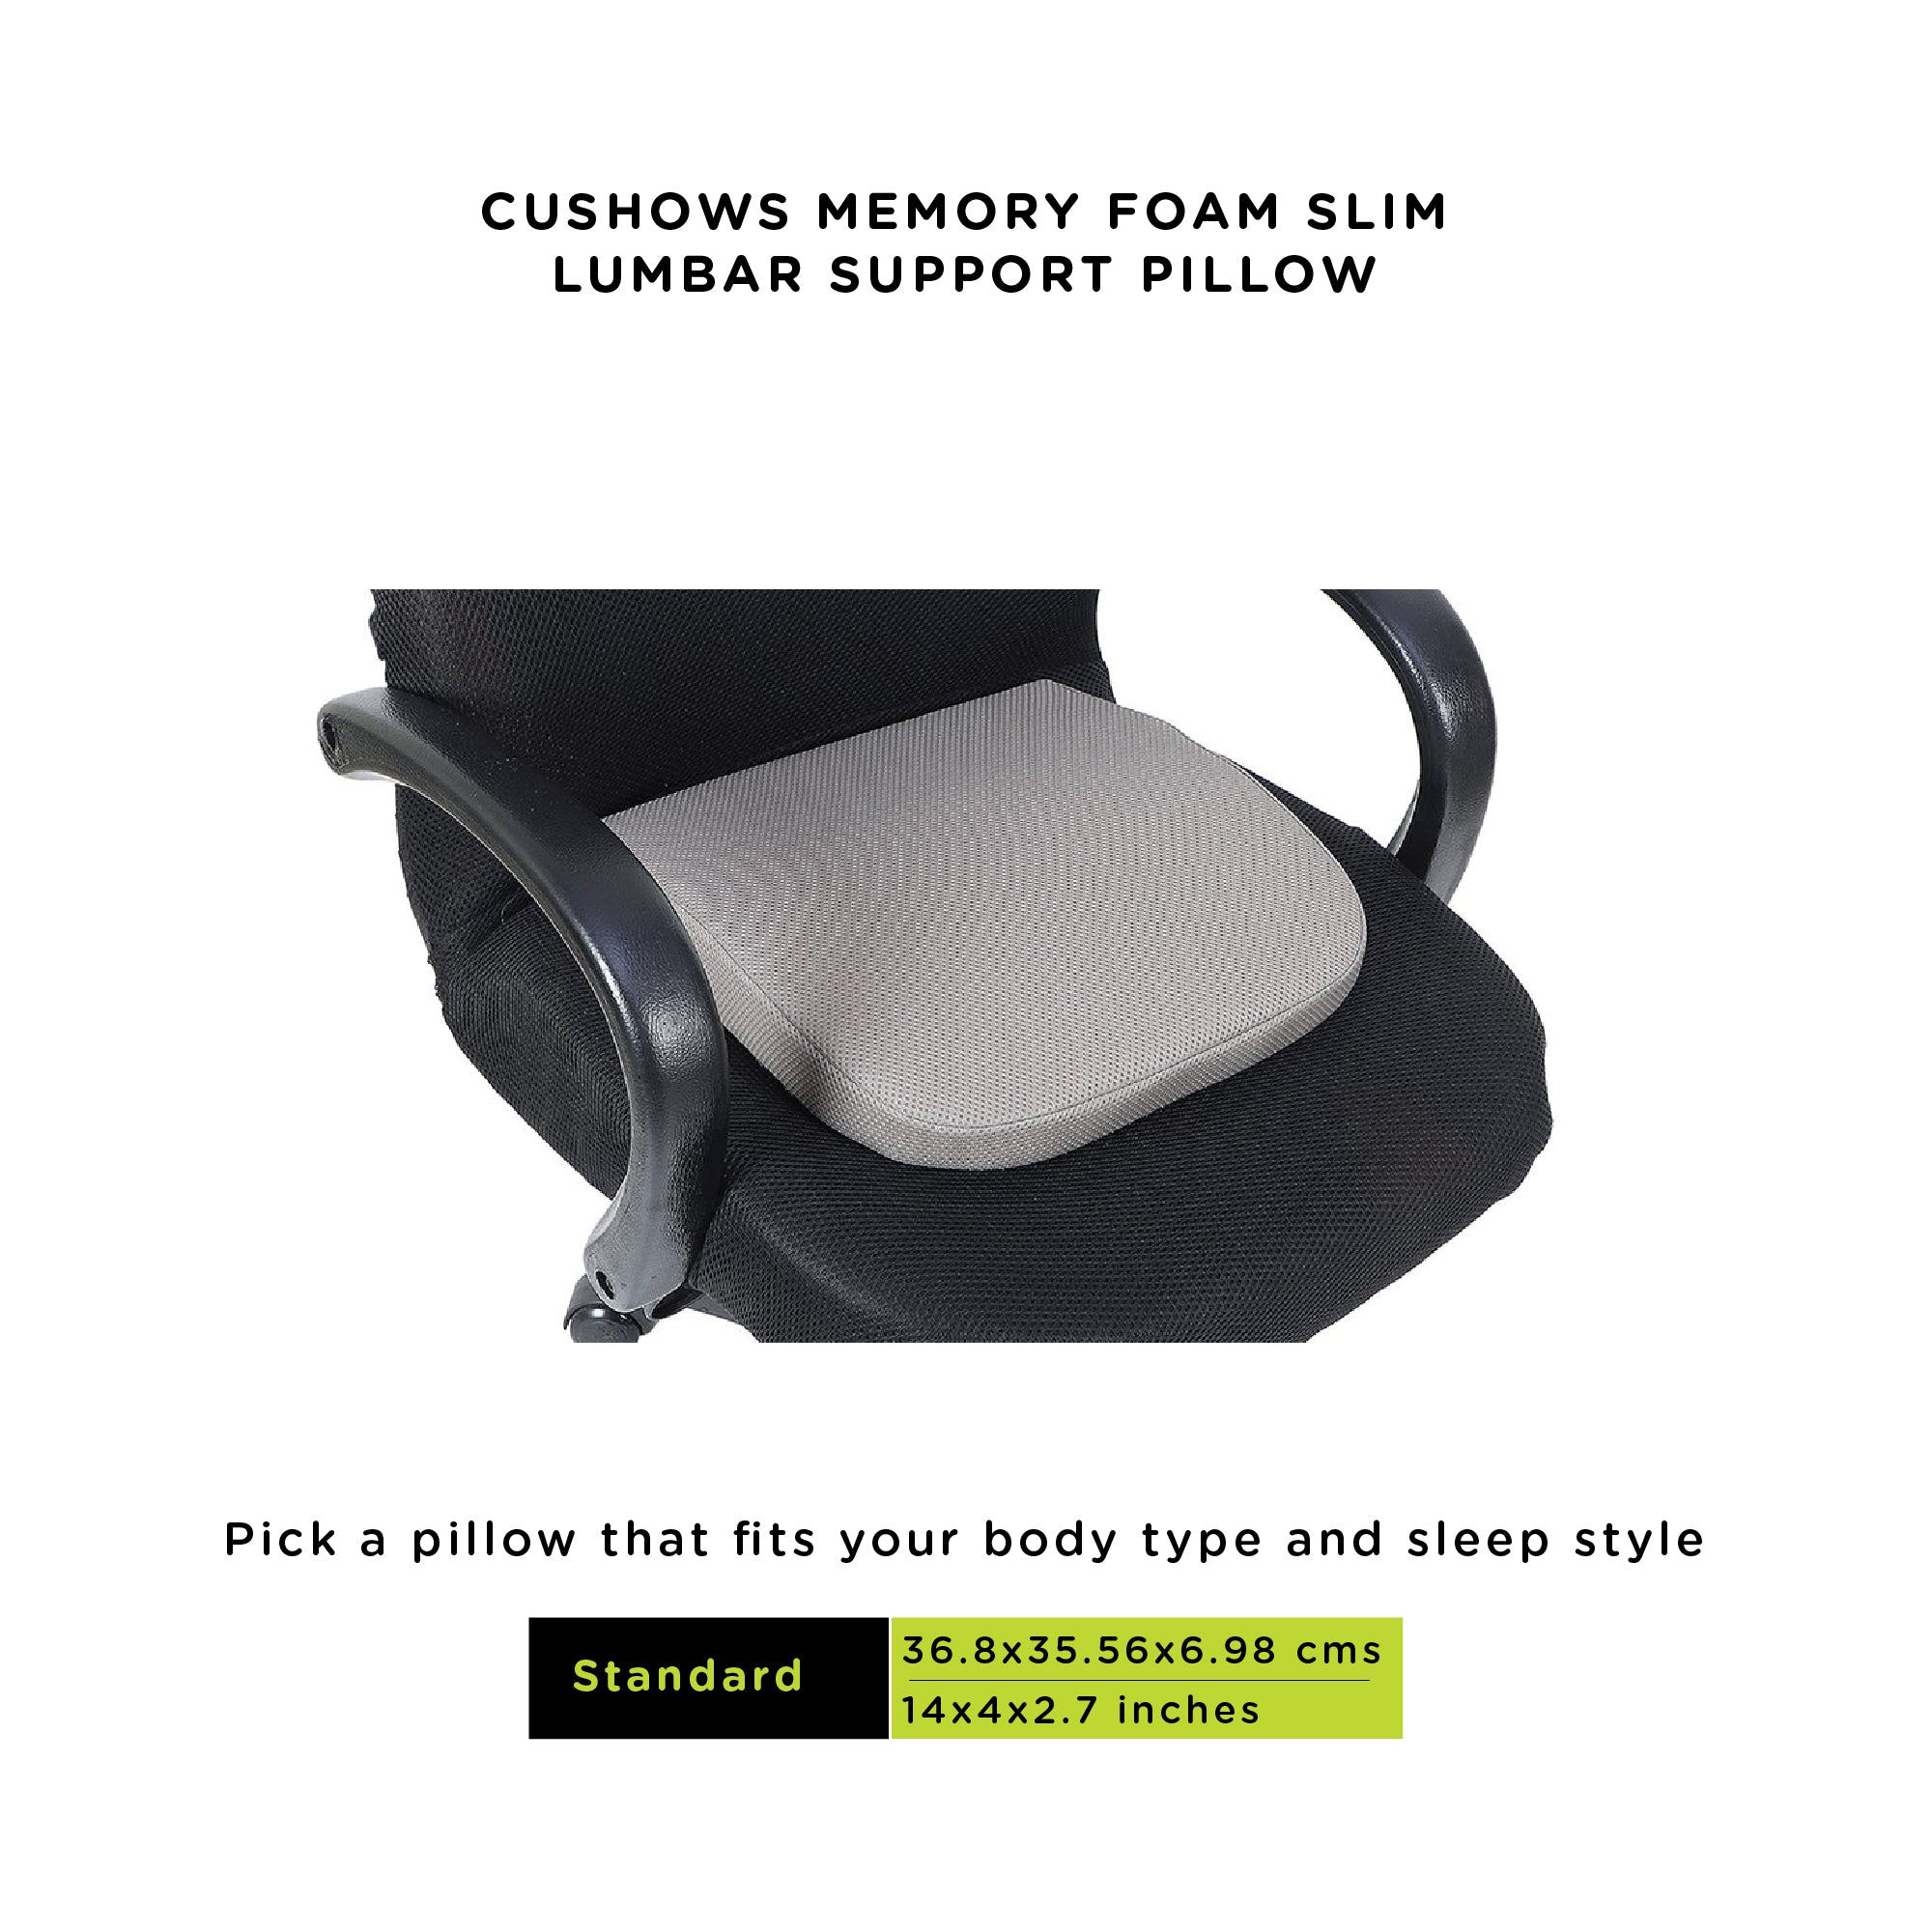 CUSHOWS MEMORY FOAM SLIM
LUMBAR SUPPORT PILLOW
Pick a pillow that fits your body type and sleep style
Standard
36.8x35.56x6.98 cms
14x4x2.7 inches